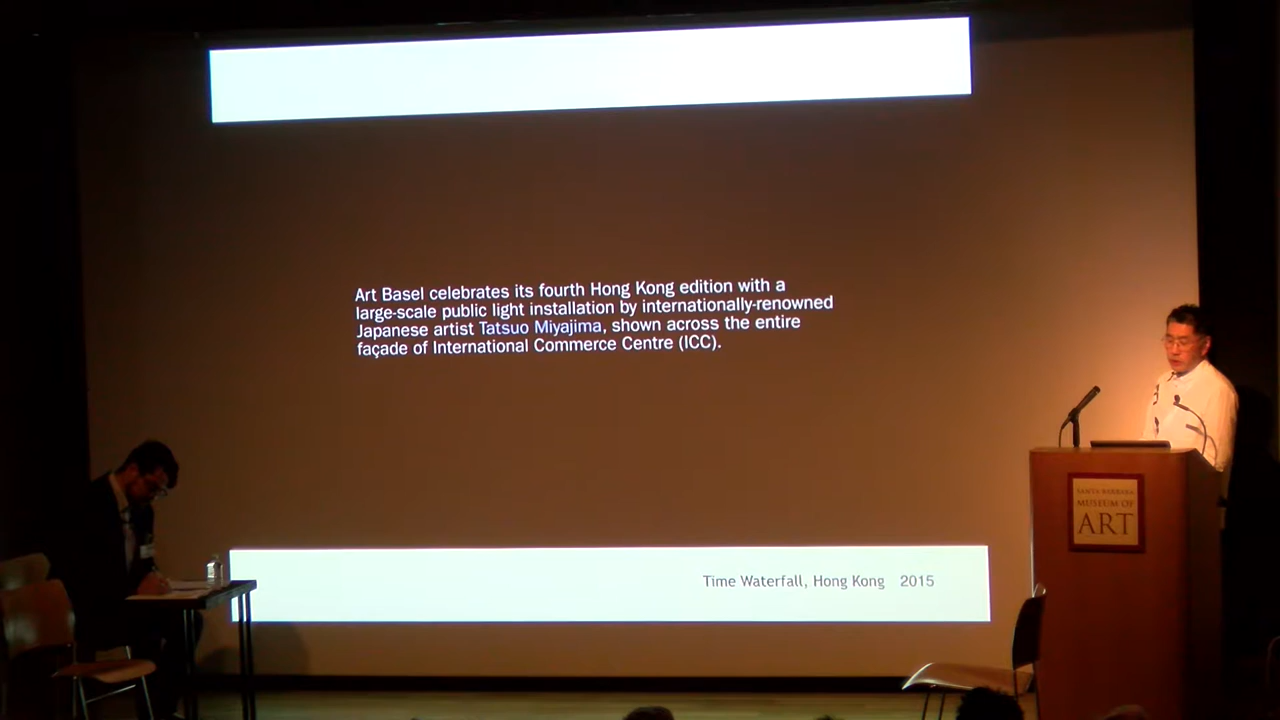 Art Basel celebrates its fourth Hong Kong edition with a
large-scale public light installation by internationally-renowned
Japanese artist Tatsuo Miyajima, shown across the entire
façade of International Commerce Centre (ICC).
Time Waterfall, Hong Kong 2015
SANTA BARBARA
MUSEUM OF
ART